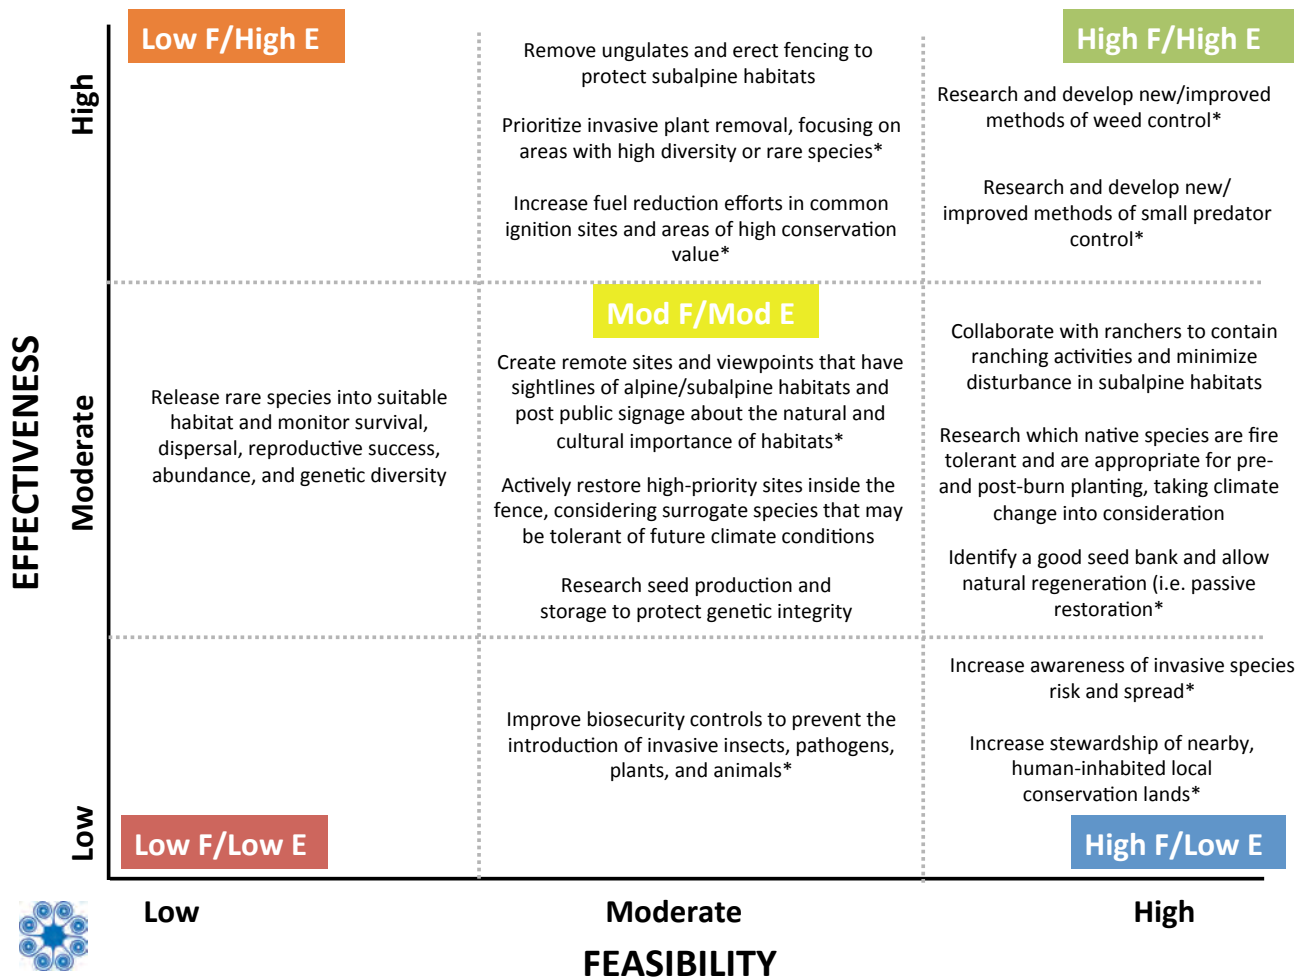 Low F/High E
Remove ungulates and erect fencing to
protect subalpine habitats
Prioritize invasive plant removal, focusing on
areas with high diversity or rare species*
Increase fuel reduction efforts in common
ignition sites and areas of high conservation
value*
High F/High E
Research and develop new/improved
methods of weed control*
Research and develop new/
improved methods of small predator
control*
High
EFFECTIVENESS
Moderate
Release rare species into suitable
habitat and monitor survival,
dispersal, reproductive success,
abundance, and genetic diversity
Mod F/Mod E
Create remote sites and viewpoints that have
sightlines of alpine/subalpine habitats and
post public signage about the natural and
cultural importance of habitats*
Actively restore high-priority sites inside the
fence, considering surrogate species that may
be tolerant of future climate conditions
Research seed production and
storage to protect genetic integrity
Collaborate with ranchers to contain
ranching activities and minimize
disturbance in subalpine habitats
Research which native species are fire
tolerant and are appropriate for pre-
and post-burn planting, taking climate
change into consideration
Identify a good seed bank and allow
natural regeneration (i.e. passive
restoration*
Low
Low F/Low E
Improve biosecurity controls to prevent the
introduction of invasive insects, pathogens,
plants, and animals*
Increase awareness of invasive species
risk and spread*
Increase stewardship of nearby,
human-inhabited local
conservation lands*
High F/Low E
Low
Moderate
High
FEASIBILITY